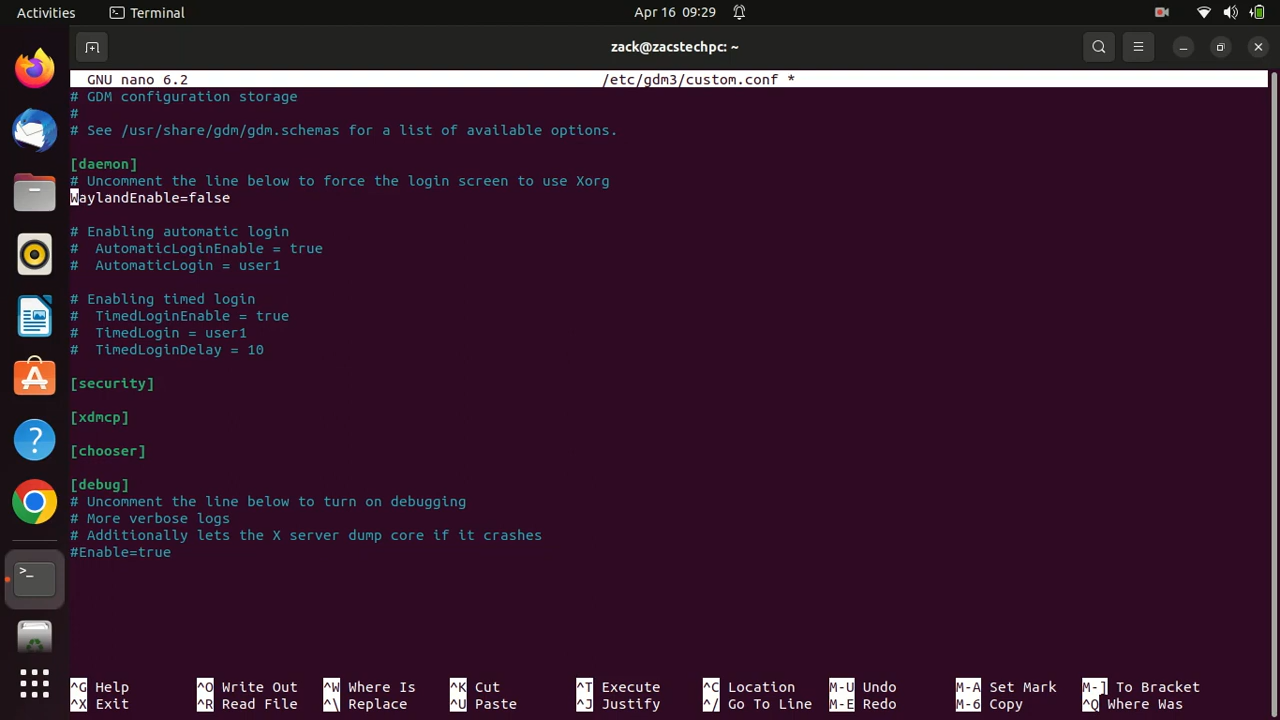 Activities Terminal Apr 16 09:29
zack@zacstechpc: ~
GNU nano 6.2 /etc/gdm3/custom.conf *
# GDM configuration storage
#
# See /usr/share/gdm/gdm.schemas for a list of available options.
[daemon]
# Uncomment the line below to force the login screen to use Xorg
WaylandEnable=false
# Enabling automatic login
#  AutomaticLoginEnable = true
#  AutomaticLogin = user1
# Enabling timed login
#  TimedLoginEnable = true
#  TimedLogin = user1
#  TimedLoginDelay = 10
[security]
[xdmcp]
[chooser]
[debug]
# Uncomment the line below to turn on debugging
# More verbose logs
# Additionally lets the X server dump core if it crashes
#Enable=true
^G Help ^O Write Out ^W Where Is ^K Cut ^T Execute ^C Location M-U Undo M-A Set Mark M-] To Bracket
^X Exit ^R Read File ^\ Replace ^U Paste ^J Justify ^/ Go To Line M-E Redo M-6 Copy ^Q Where Was